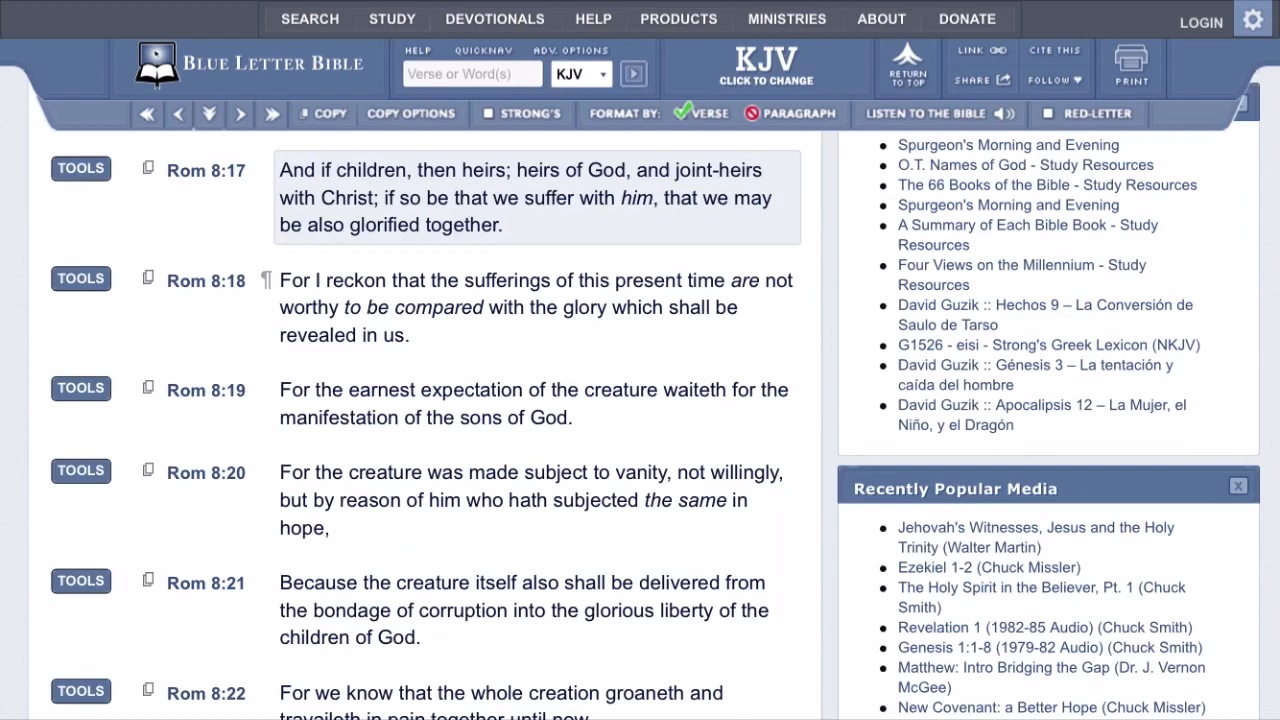 SEARCH STUDY DEVOTIONALS HELP PRODUCTS MINISTRIES ABOUT DONATE LOGIN
BLUE LETTER BIBLE
HELP QUICKNAV ADV. OPTIONS
Verse or Word(s) KJV
KJV
CLICK TO CHANGE
RETURN
TO TOP
LINK CITE THIS
SHARE FOLLOW
PRINT
COPY COPY OPTIONS STRONG'S FORMAT BY: VERSE PARAGRAPH LISTEN TO THE BIBLE RED-LETTER
TOOLS Rom 8:17 And if children, then heirs; heirs of God, and joint-heirs
with Christ; if so be that we suffer with him, that we may
be also glorified together.
TOOLS Rom 8:18 ¶ For I reckon that the sufferings of this present time are not
worthy to be compared with the glory which shall be
revealed in us.
TOOLS Rom 8:19 For the earnest expectation of the creature waiteth for the
manifestation of the sons of God.
TOOLS Rom 8:20 For the creature was made subject to vanity, not willingly,
but by reason of him who hath subjected the same in
hope,
TOOLS Rom 8:21 Because the creature itself also shall be delivered from
the bondage of corruption into the glorious liberty of the
children of God.
TOOLS Rom 8:22 For we know that the whole creation groaneth and
travaileth in pain together until now.
Spurgeon's Morning and Evening
O.T. Names of God - Study Resources
The 66 Books of the Bible - Study Resources
Spurgeon's Morning and Evening
A Summary of Each Bible Book - Study
Resources
Four Views on the Millennium - Study
Resources
David Guzik :: Hechos 9 – La Conversión de
Saulo de Tarso
G1526 - eisi - Strong's Greek Lexicon (NKJV)
David Guzik :: Génesis 3 – La tentación y
caída del hombre
David Guzik :: Apocalipsis 12 – La Mujer, el
Niño, y el Dragón
Recently Popular Media x
Jehovah's Witnesses, Jesus and the Holy
Trinity (Walter Martin)
Ezekiel 1-2 (Chuck Missler)
The Holy Spirit in the Believer, Pt. 1 (Chuck
Smith)
Revelation 1 (1982-85 Audio) (Chuck Smith)
Genesis 1:1-8 (1979-82 Audio) (Chuck Smith)
Matthew: Intro Bridging the Gap (Dr. J. Vernon
McGee)
New Covenant: a Better Hope (Chuck Missler)